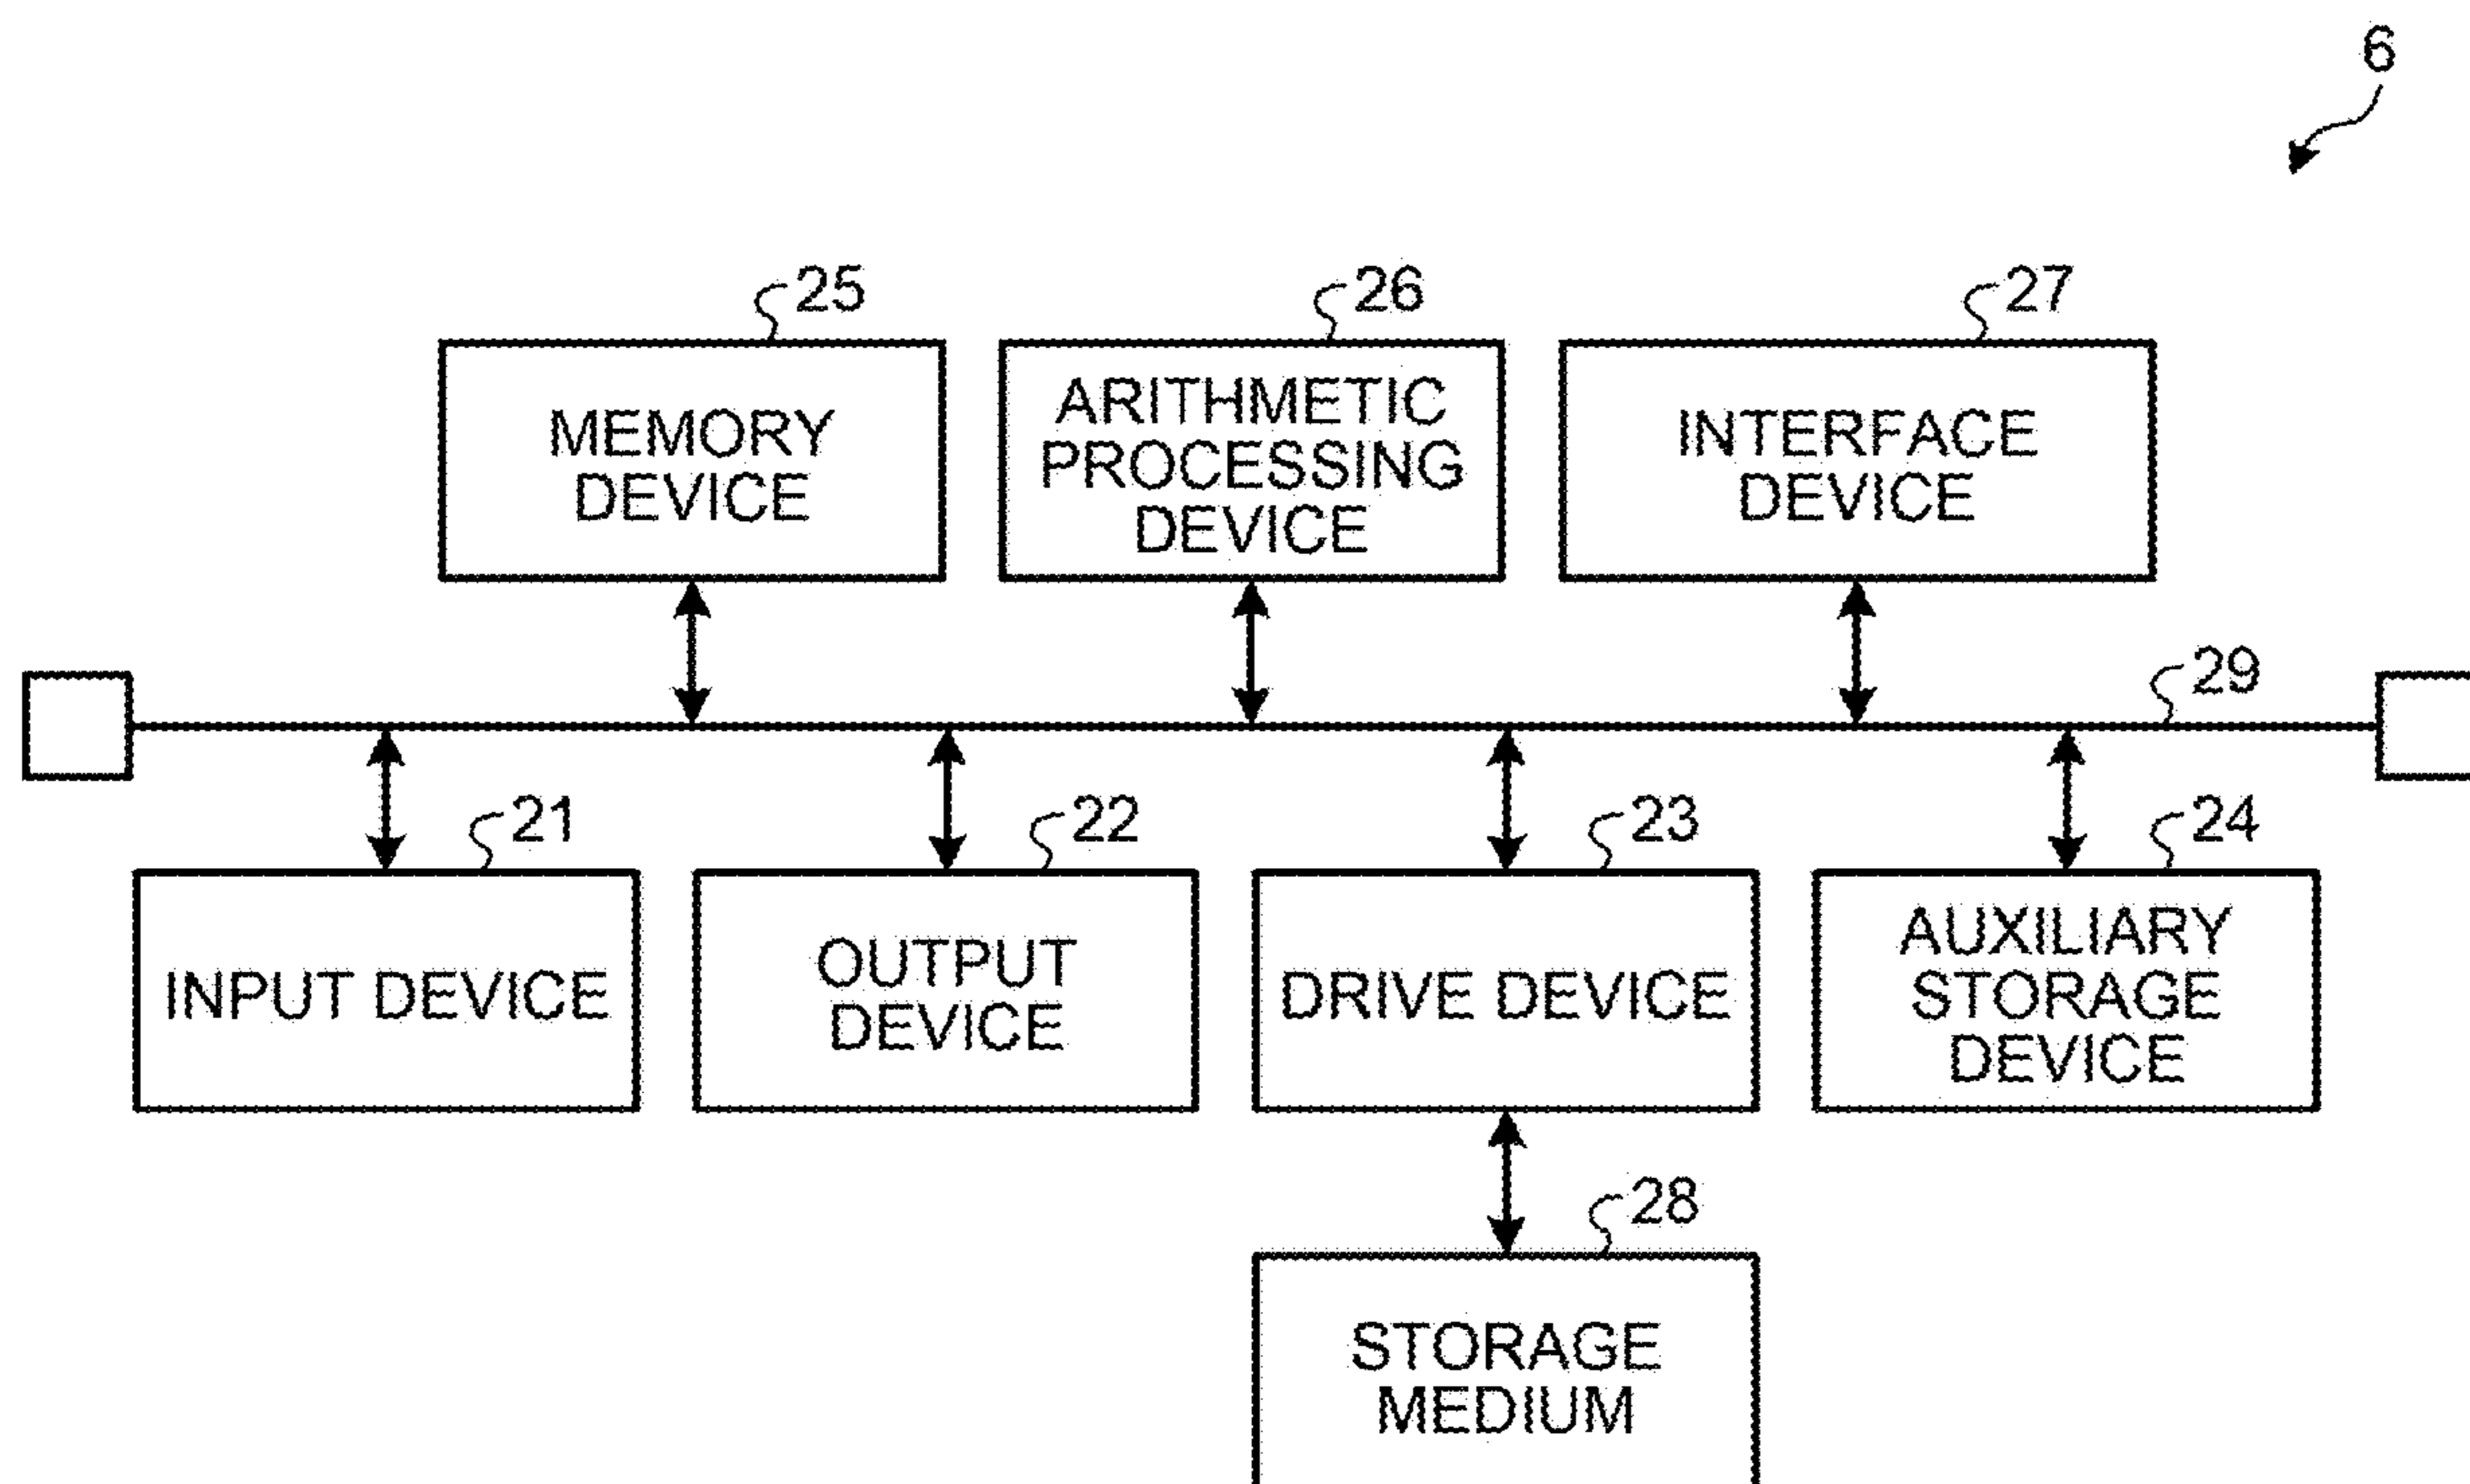 6
25
26
27
MEMORY
DEVICE
ARITHMETIC
PROCESSING
DEVICE
INTERFACE
DEVICE
29
21
22
23
24
INPUT DEVICE
OUTPUT
DEVICE
DRIVE DEVICE
AUXILIARY
STORAGE
DEVICE
28
STORAGE
MEDIUM